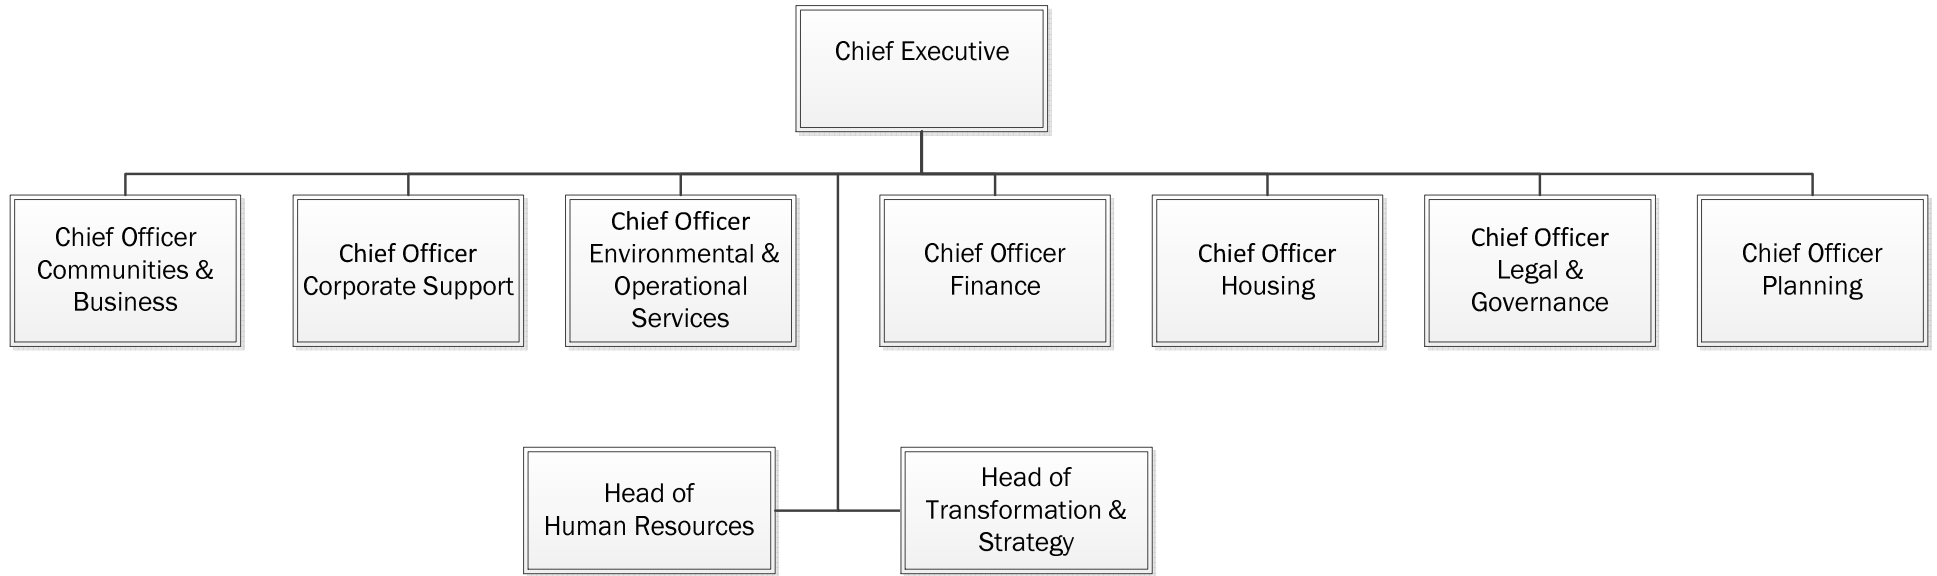 Chief Executive
Chief Officer
Communities &
Business
Chief Officer
Corporate Support
Chief Officer
Environmental &
Operational
Services
Chief Officer
Finance
Chief Officer
Housing
Chief Officer
Legal &
Governance
Chief Officer
Planning
Head of
Human Resources
Head of
Transformation &
Strategy